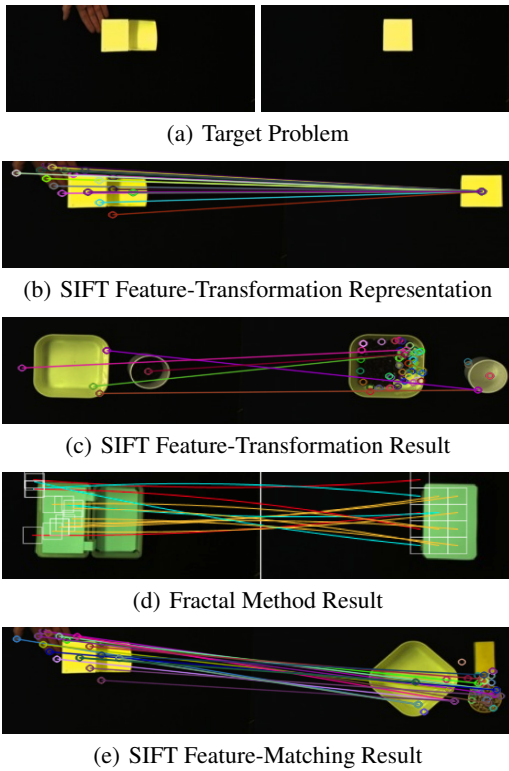 (a) Target Problem
(b) SIFT Feature-Transformation Representation
(c) SIFT Feature-Transformation Result
(d) Fractal Method Result
(e) SIFT Feature-Matching Result